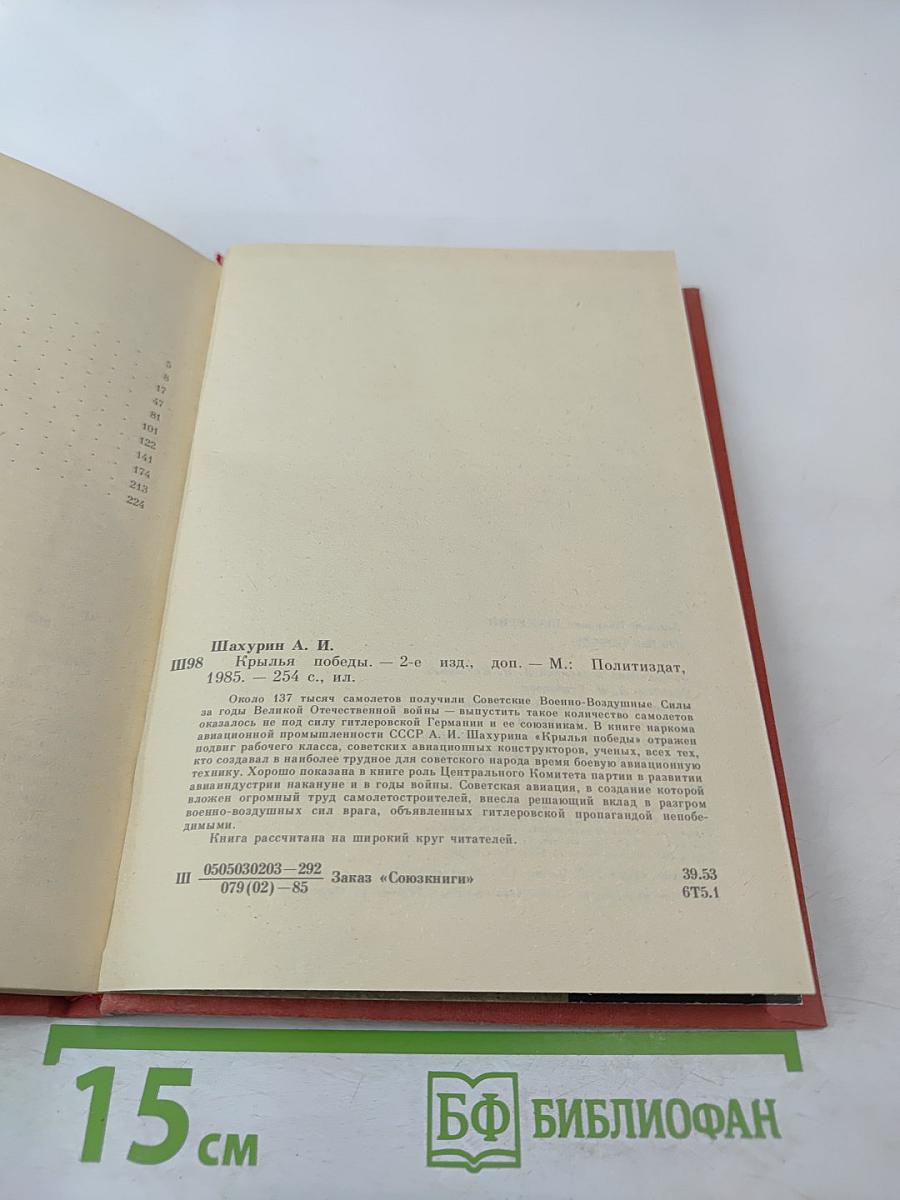 5
8
17
47
81
101
122
141
174
213
224
Шахурин А. И.
Ш98 Крылья победы. — 2-е изд., доп. — М.: Политиздат,
1985. — 254 с., ил.
Около 137 тысяч самолетов получили Советские Военно-Воздушные Силы
за годы Великой Отечественной войны — выпустить такое количество самолетов
оказалось не под силу гитлеровской Германии и ее союзникам. В книге наркома
авиационной промышленности СССР А. И. Шахурина «Крылья победы» отражен
подвиг рабочего класса, советских авиационных конструкторов, ученых, всех тех,
кто создавал в наиболее трудное для советского народа время боевую авиационную
технику. Хорошо показана в книге роль Центрального Комитета партии в развитии
авиаиндустрии накануне и в годы войны. Советская авиация, в создание которой
вложен огромный труд самолетостроителей, внесла решающий вклад в разгром
военно-воздушных сил врага, объявленных гитлеровской пропагандой непобе-
димыми.
Книга рассчитана на широкий круг читателей.
Ш 0505030203—292 Заказ «Союзкниги» 39.53
079(02)—85 6Т5.1
15 см БФ БИБЛИОФАН